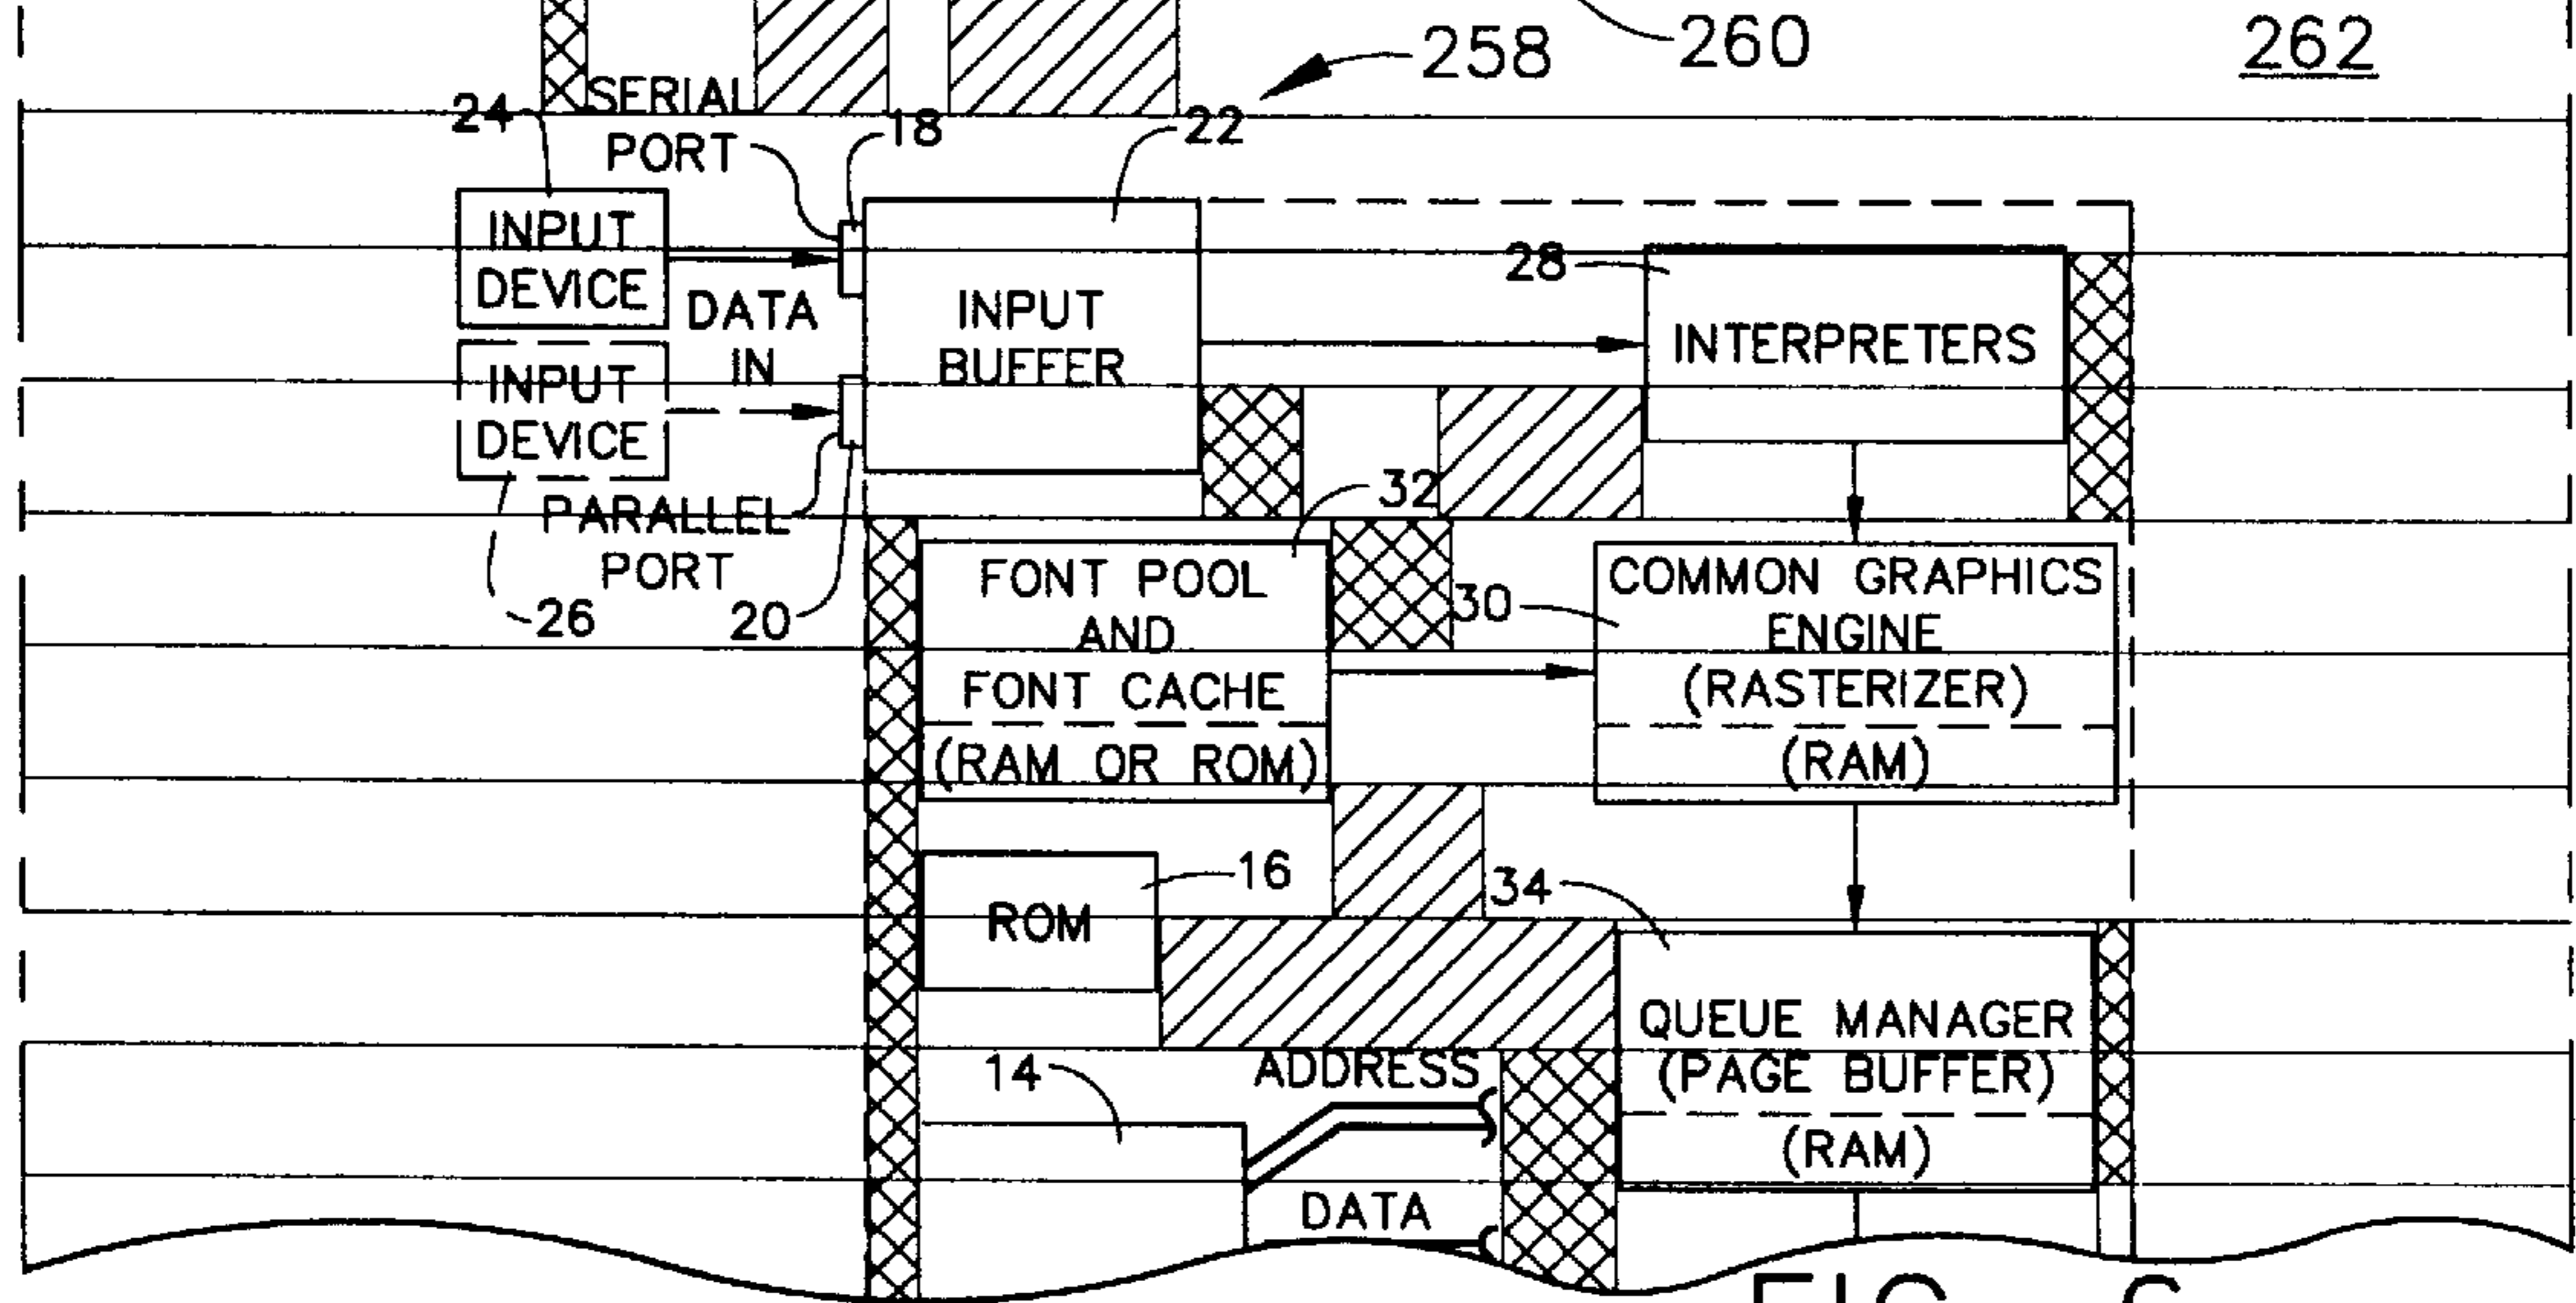 258
260
262
24
SERIAL
PORT
18
22
INPUT
DEVICE
DATA
IN
INPUT
BUFFER
28
INTERPRETERS
INPUT
DEVICE
PARALLEL
PORT
26
20
32
FONT POOL
AND
FONT CACHE
(RAM OR ROM)
30
COMMON GRAPHICS
ENGINE
(RASTERIZER)
(RAM)
16
ROM
34
QUEUE MANAGER
(PAGE BUFFER)
(RAM)
14
ADDRESS
DATA